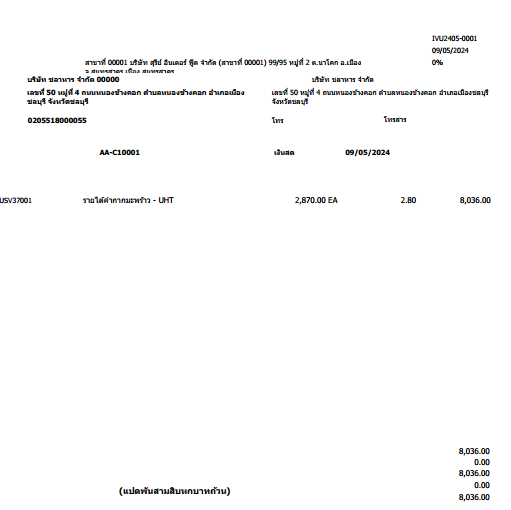 IVU2405-0001
09/05/2024
สาขาที่ 00001 บริษัท สุรีย์ อินเตอร์ ฟู้ด จำกัด (สาขาที่ 00001) 99/95 หมู่ที่ 2 ต.นาโคก อ.เมือง 0%
จ.สมุทรสาคร เมือง สมุทรสาคร
บริษัท ชลาหาร จำกัด 00000 บริษัท ชลาหาร จำกัด
เลขที่ 50 หมู่ที่ 4 ถนนหนองข้างคอก ตำบลหนองข้างคอก อำเภอเมือง เลขที่ 50 หมู่ที่ 4 ถนนหนองข้างคอก ตำบลหนองข้างคอก อำเภอเมืองชลบุรี
ชลบุรี จังหวัดชลบุรี จังหวัดชลบุรี
0205518000055 โทร โทรสาร
AA-C10001 เงินสด 09/05/2024
USV37001 รายได้ค่ากากมะพร้าว - UHT 2,870.00 EA 2.80 8,036.00
8,036.00
0.00
8,036.00
0.00
(แปดพันสามสิบหกบาทถ้วน) 8,036.00